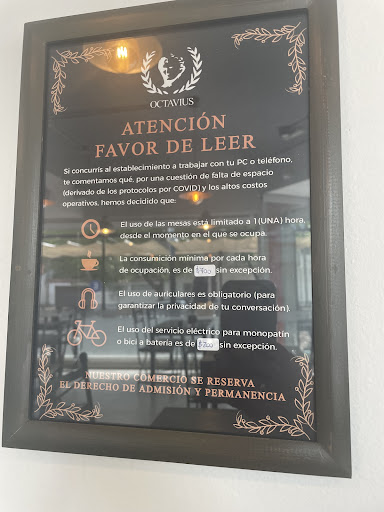 OCTAVIUS
ATENCIÓN
FAVOR DE LEER
Si concurrís al establecimiento a trabajar con tu PC o teléfono,
te comentamos qué, por una cuestión de falta de espacio
(derivado de los protocolos por COVID) y los altos costos
operativos, hemos decidido que:
El uso de las mesas está limitado a 1 (UNA) hora,
desde el momento en el que se ocupa.
La consumición mínima por cada hora
de ocupación, es de $700 sin excepción.
El uso de auriculares es obligatorio (para
garantizar la privacidad de tu conversación).
El uso del servicio eléctrico para monopatín
o bici a batería es de $200 sin excepción.
NUESTRO COMERCIO SE RESERVA
EL DERECHO DE ADMISIÓN Y PERMANENCIA